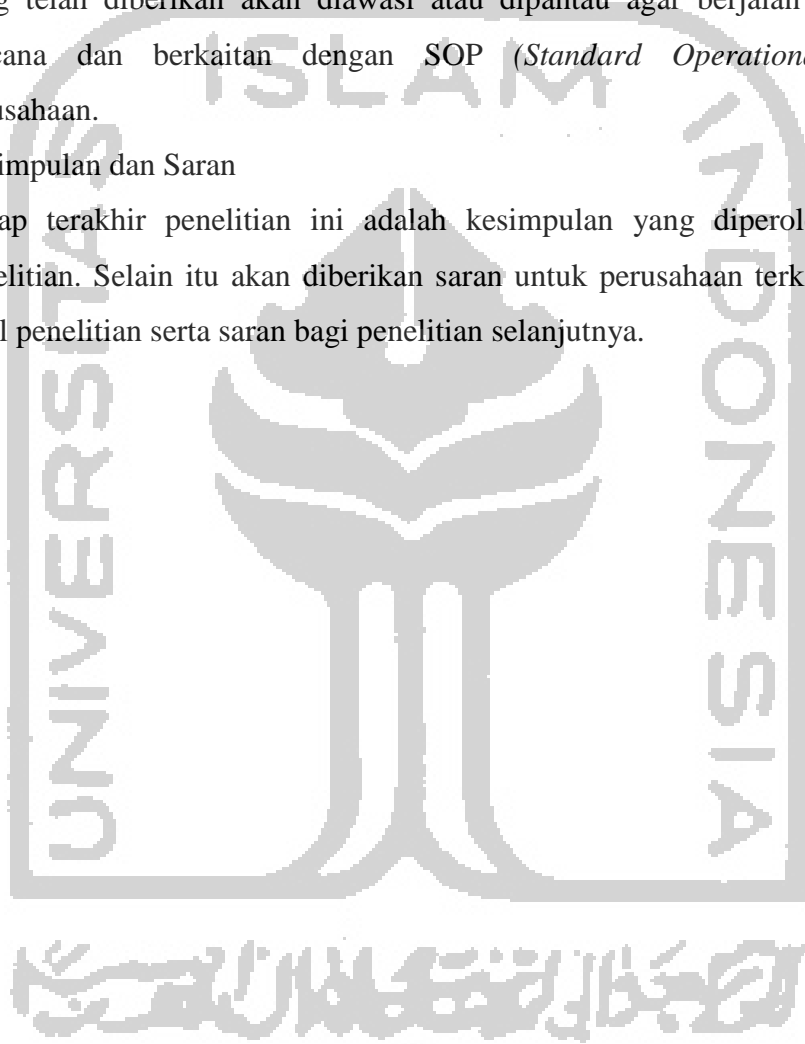 telah diberikan akan diawasi atau dipantau agar berjalan
dan berkaitan dengan SOP (Standard Operation
usahaan.
impulan dan Saran
ap terakhir penelitian ini adalah kesimpulan yang diperol
elitian. Selain itu akan diberikan saran untuk perusahaan terk
l penelitian serta saran bagi penelitian selanjutnya.
ISLAM
UNIVERSITAS
INDONESIA